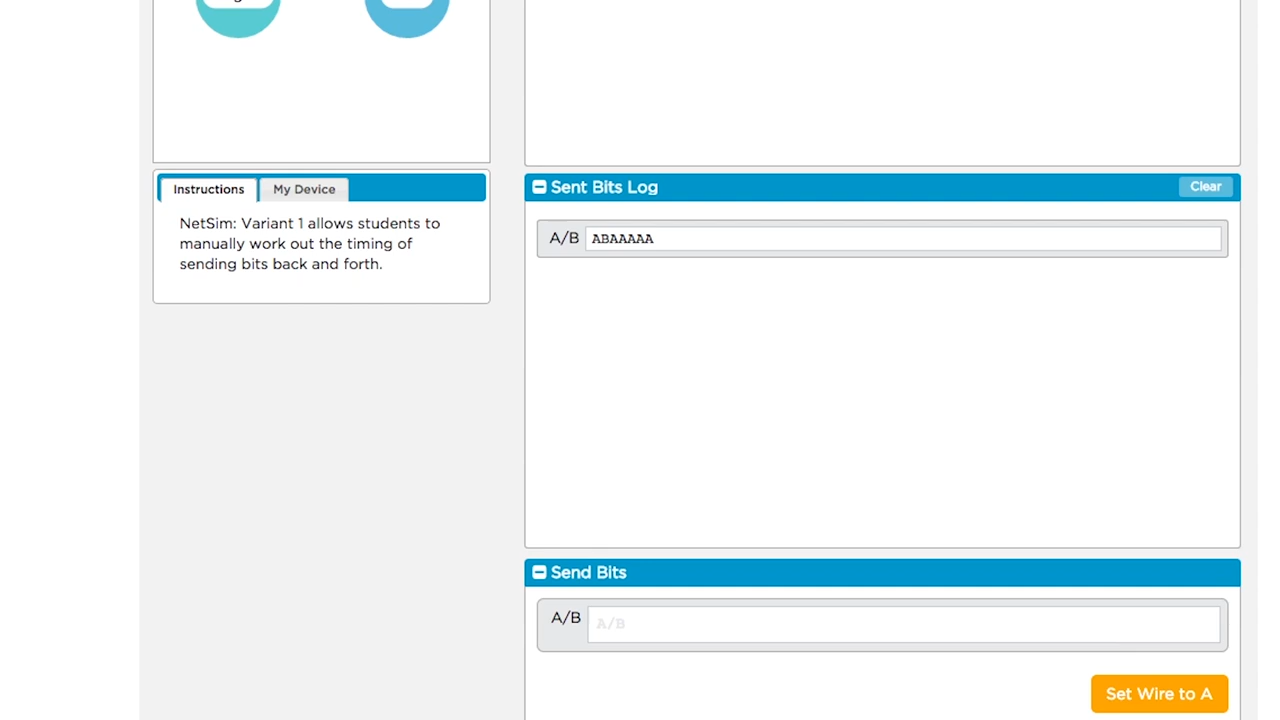 Instructions
My Device
NetSim: Variant 1 allows students to
manually work out the timing of
sending bits back and forth.
Sent Bits Log
Clear
A/B
ABAAAAA
Send Bits
A/B
A/B
Set Wire to A